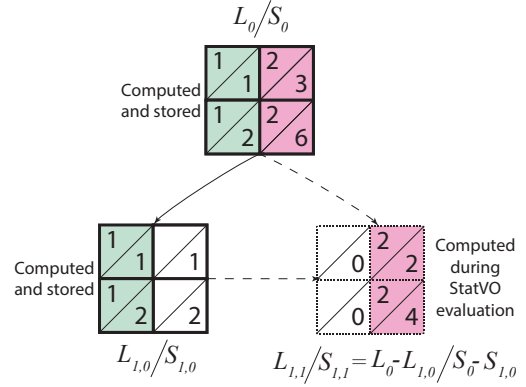 L0/S0
Computed and stored
1 1 2 3
1 2 2 6
Computed and stored
1 1 1
1 2 2
0 2 2
0 2 4
Computed during StatVO evaluation
L1,0/S1,0
L1,1/S1,1 = L0-L1,0/S0-S1,0